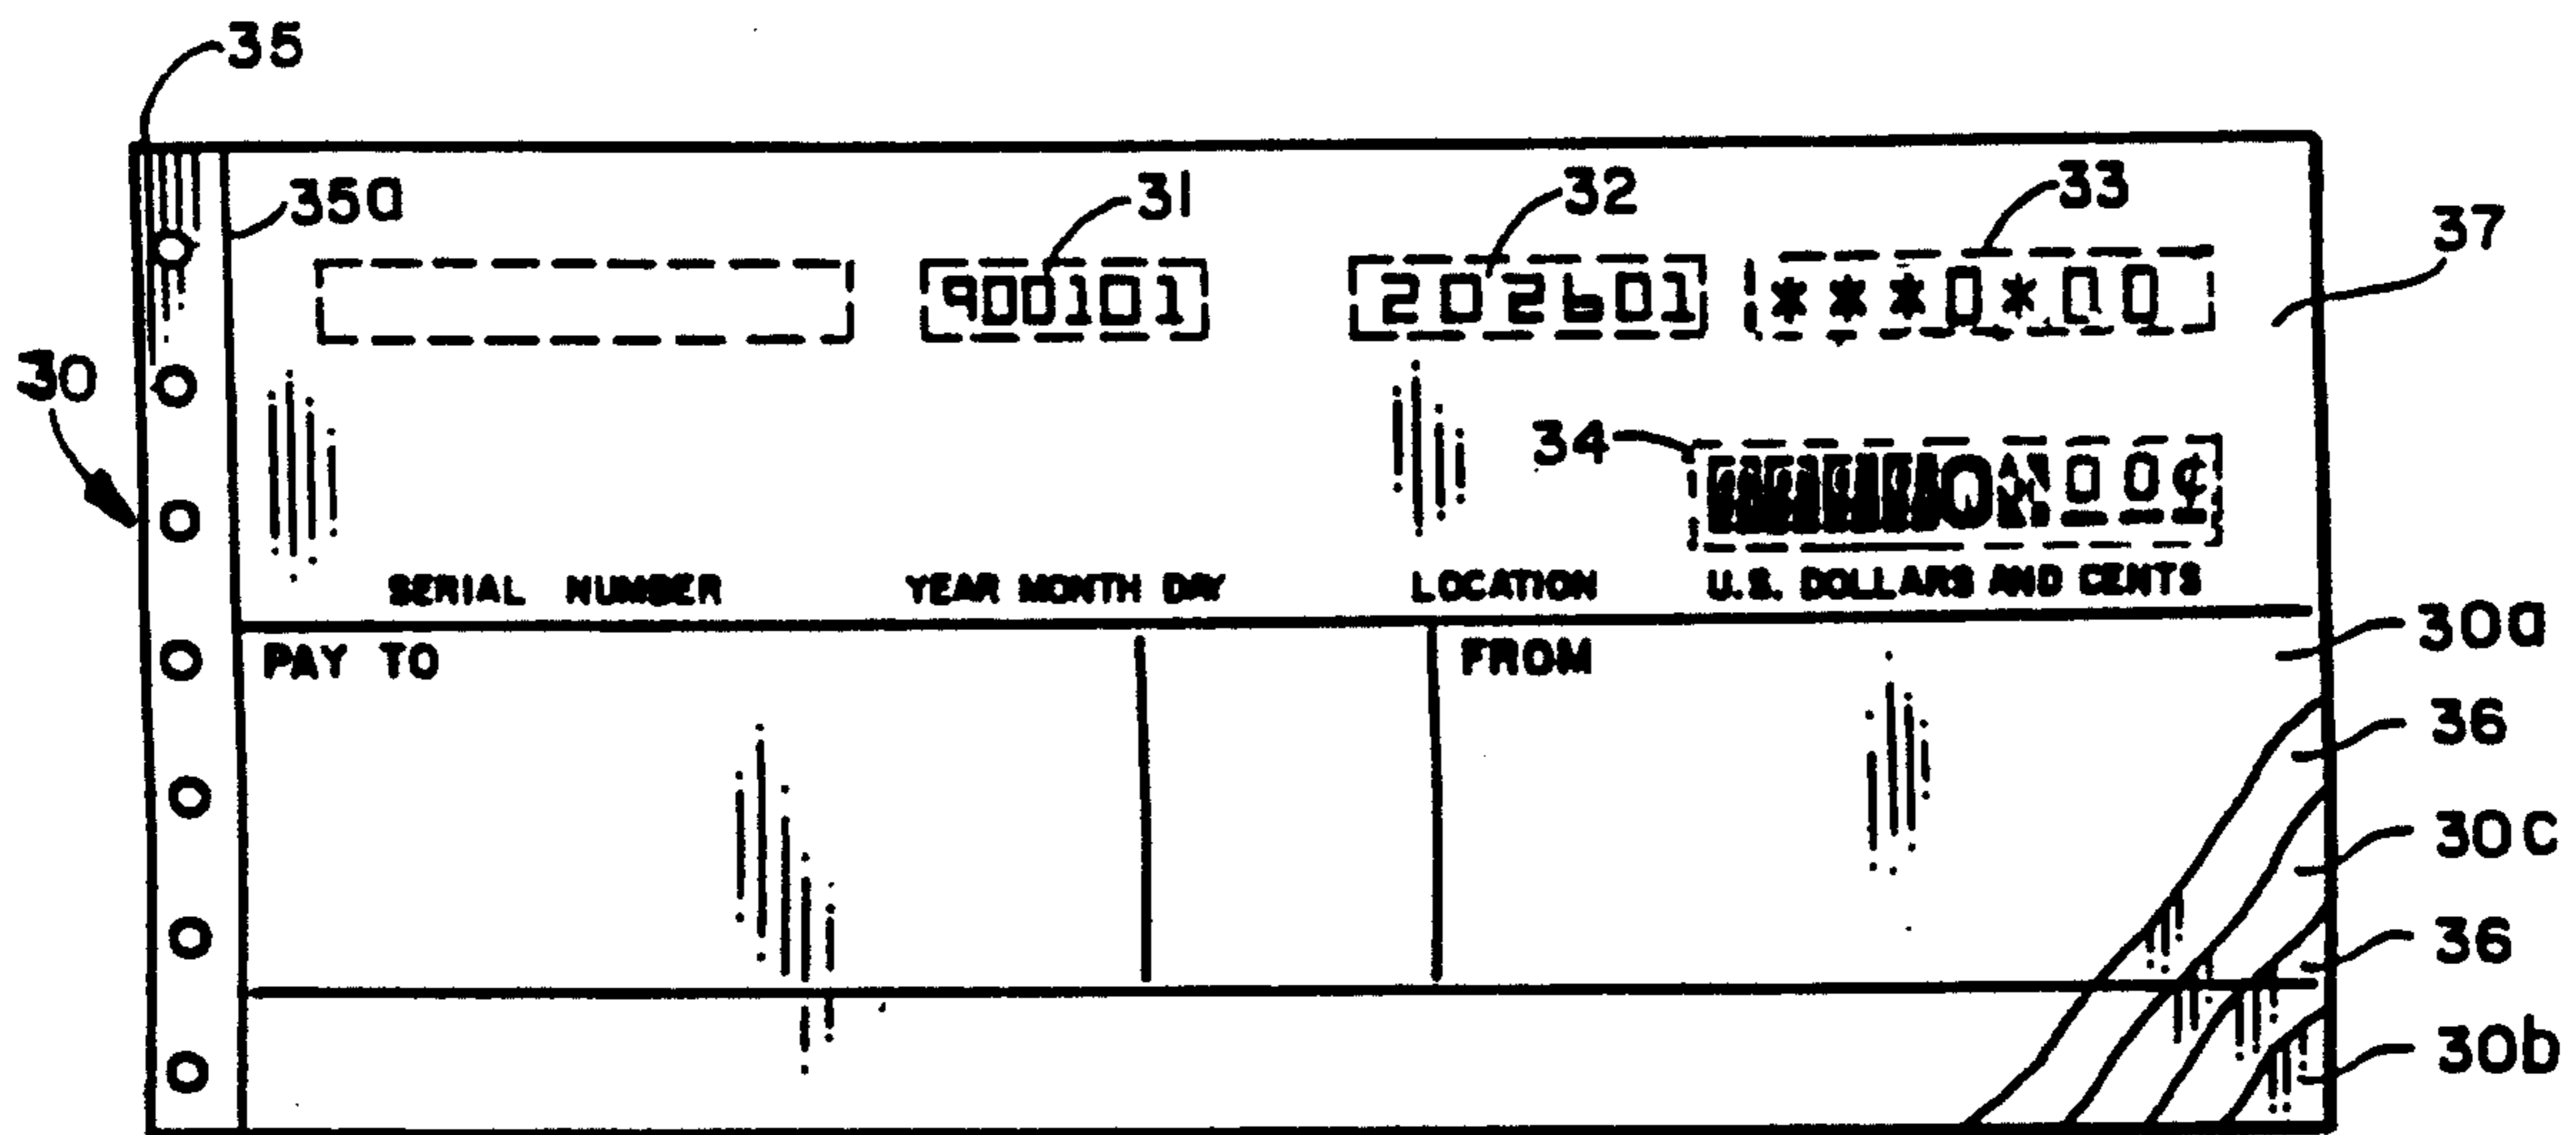 35
35a 31 32 33 37
900101 202601 ***0*00
30
34 0 00¢
SERIAL NUMBER YEAR MONTH DAY LOCATION U.S. DOLLARS AND CENTS
30a
PAY TO FROM
36
30c
36
30b